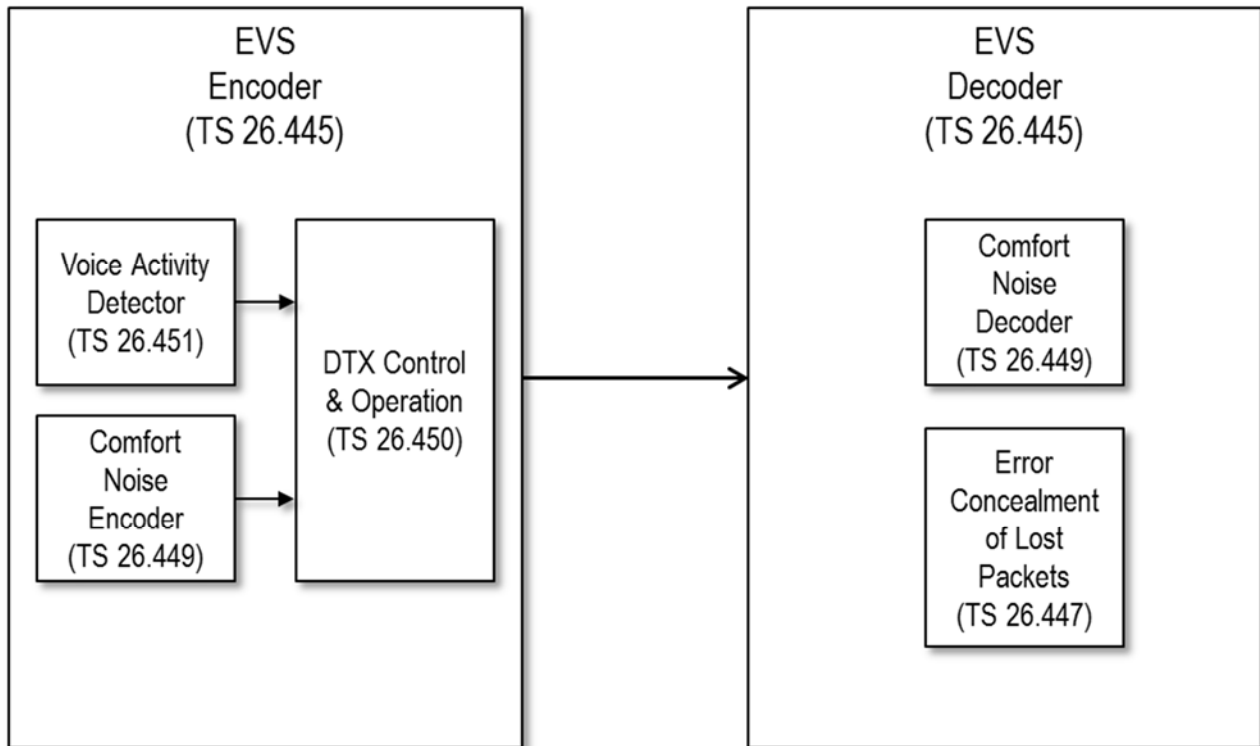 EVS
Encoder
(TS 26.445)
Voice Activity
Detector
(TS 26.451)
Comfort
Noise
Encoder
(TS 26.449)
DTX Control
& Operation
(TS 26.450)
EVS
Decoder
(TS 26.445)
Comfort
Noise
Decoder
(TS 26.449)
Error
Concealment
of Lost
Packets
(TS 26.447)